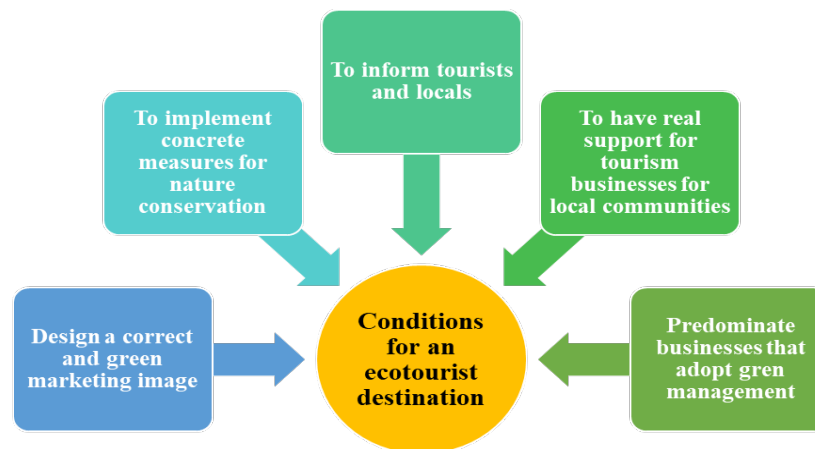 To inform tourists
and locals
To implement
concrete
measures for
nature
conservation
To have real
support for
tourism
businesses for
local communities
Design a correct
and green
marketing image
Conditions
for an
ecotourist
destination
Predominate
businesses that
adopt gren
management